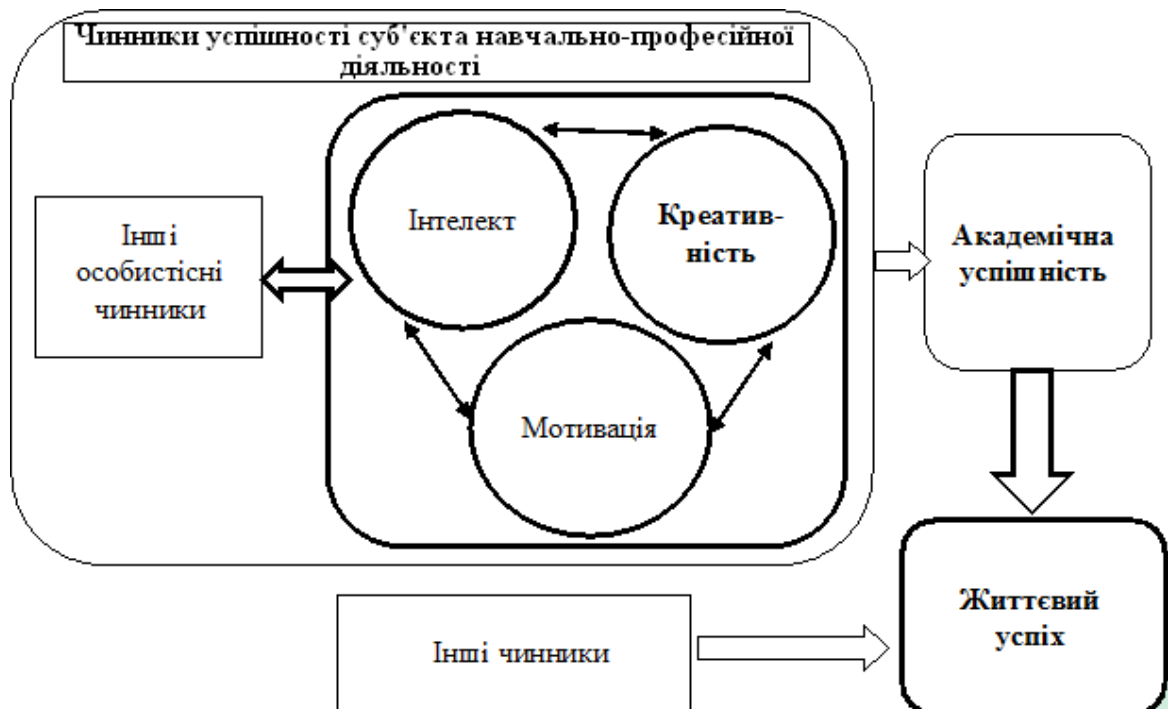 Чинники успішності суб'єкта навчально-професійної
діяльності
Інші
особистісні
чинники
Інтелект
Креатив-
ність
Мотивація
Академічна
успішність
Життєвий
успіх
Інші чинники